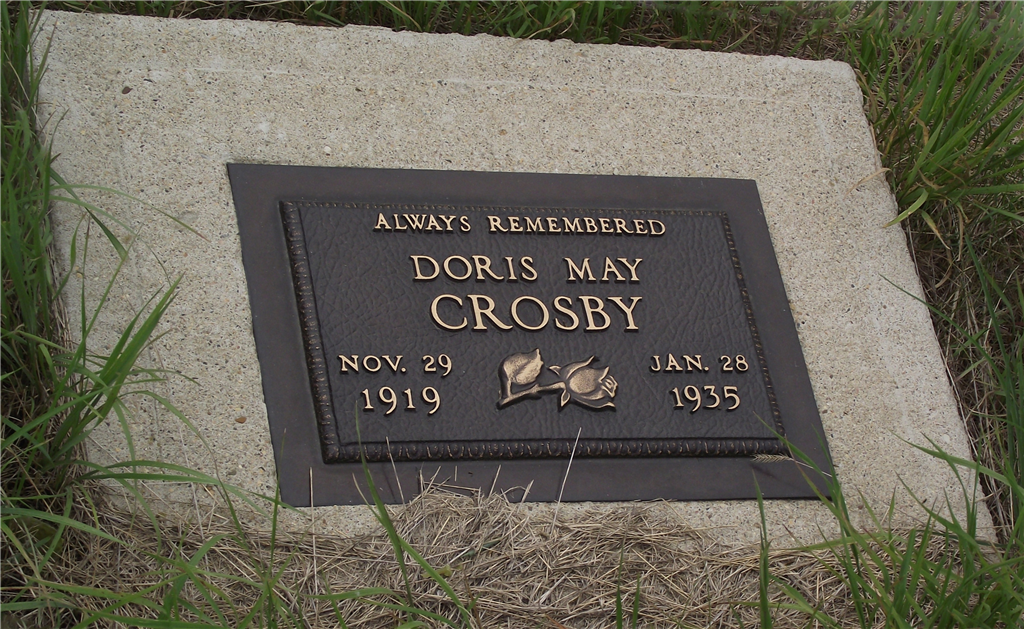 ALWAYS REMEMBERED
DORIS MAY
CROSBY
NOV. 29 JAN. 28
1919 1935